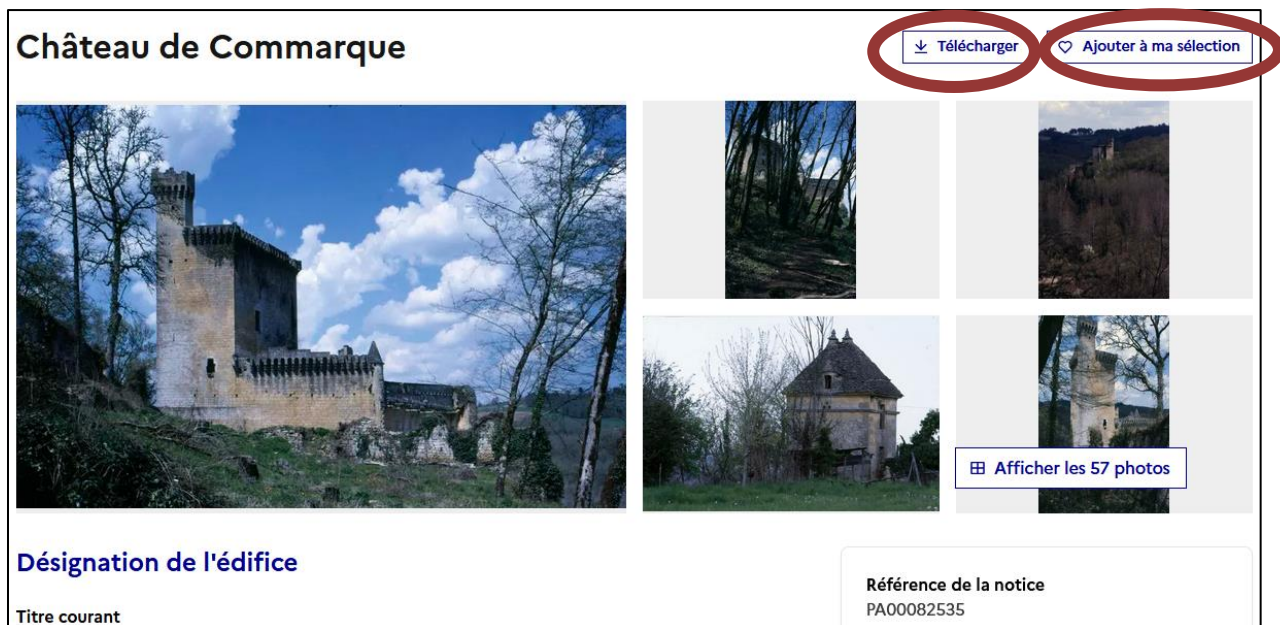 Château de Commarque
Télécharger
Ajouter à ma sélection
Afficher les 57 photos
Désignation de l'édifice
Titre courant
Référence de la notice
PA00082535